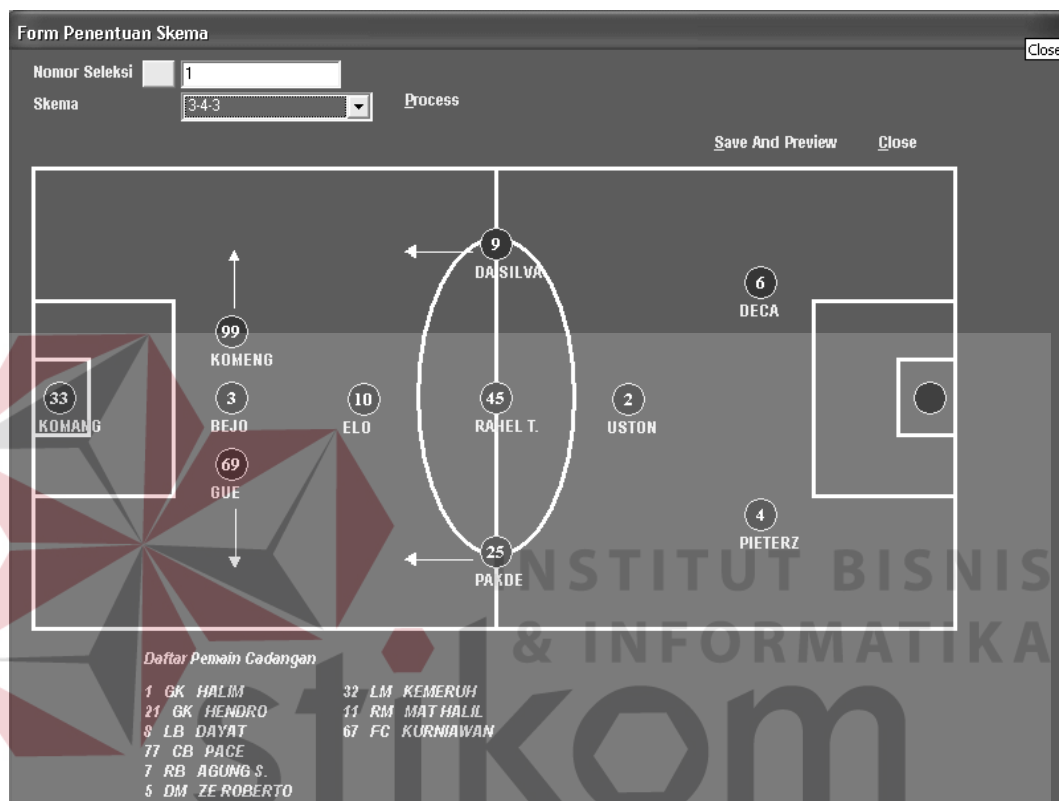 Form Penentuan Skema
Close
Nomor Seleksi 1
Skema 3-4-3 Process
Save And Preview Close
9
DA SILVA
6
DECA
99
KOMENG
33
KOMANG
3
BEJO
10
ELO
45
RAHEL T.
2
USTON
69
GUE
4
PIETERZ
25
PAKDE
INSTITUT BISNIS
& INFORMATIKA
stikom
Daftar Pemain Cadangan
1 GK HALIM 32 LM KEMERUH
21 GK HENDRO 11 RM MAT HALIL
8 LB DAYAT 67 FC KURNIAWAN
77 CB PACE
7 RB AGUNG S.
5 DM ZE ROBERTO